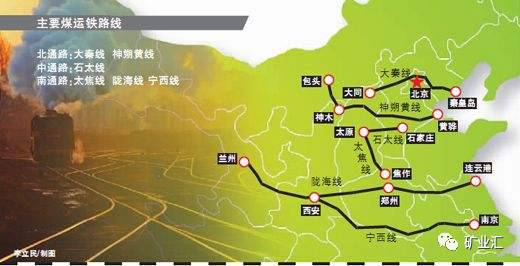 主要煤运铁路线
北通路:大秦线 神朔黄线
中通路:石太线
南通路:太焦线 陇海线 宁西线
包头
大同
大秦线
北京
秦皇岛
神木
神朔黄线
黄骅
太原
石太线
石家庄
太焦线
兰州
陇海线
焦作
连云港
西安
郑州
宁西线
南京
李立民/制图
矿业汇